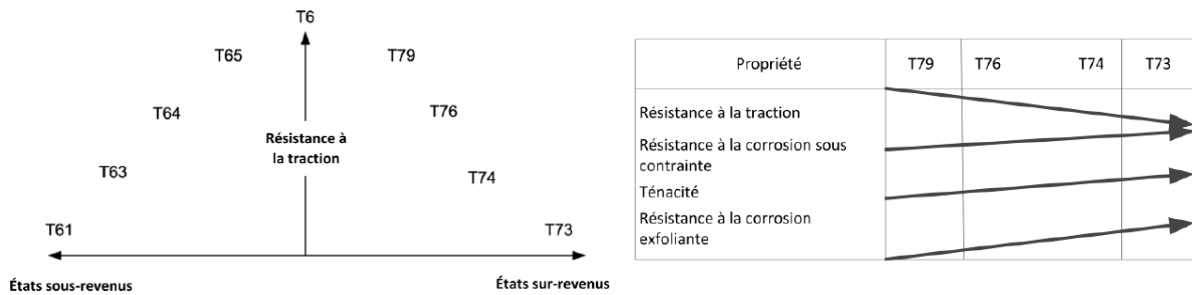 T6
T65
T79
T64
T76
Résistance à
la traction
T63
T74
T61
T73
États sous-revenus
États sur-revenus
Propriété
T79
T76
T74
T73
Résistance à la traction
Résistance à la corrosion sous
contrainte
Ténacité
Résistance à la corrosion
exfoliante